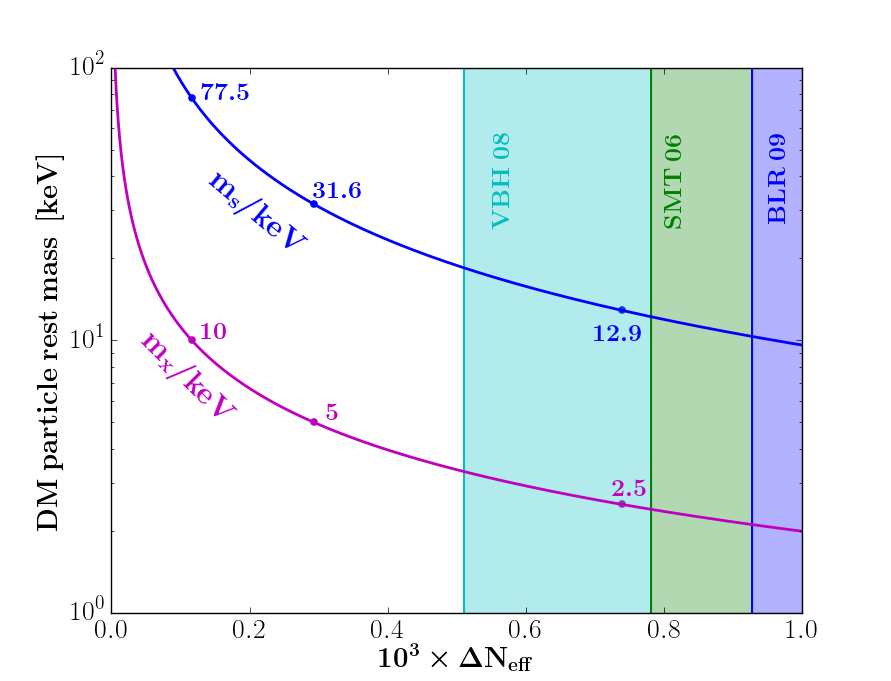 10²
10¹
10⁰
DM particle rest mass [keV]
77.5
31.6
12.9
mₛ/keV
10
5
2.5
mₓ/keV
VBH 08
SMT 06
BLR 09
0.0 0.2 0.4 0.6 0.8 1.0
10³ × ΔN_eff